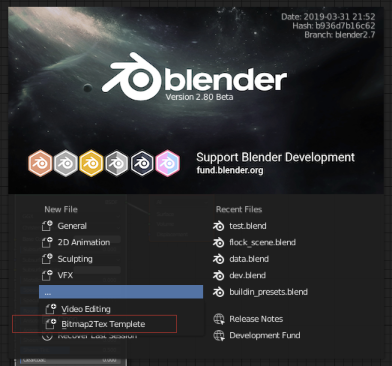 Date: 2019-03-31 21:52
Hash: b936d7b16c62
Branch: blender2.7
blender
Version 2.80 Beta
Support Blender Development
fund.blender.org
New File
General
2D Animation
Sculpting
VFX
...
Video Editing
Bitmap2Tex Templete
Recover Last Session
Recent Files
test.blend
flock_scene.blend
data.blend
dev.blend
buildin_presets.blend
Release Notes
Development Fund